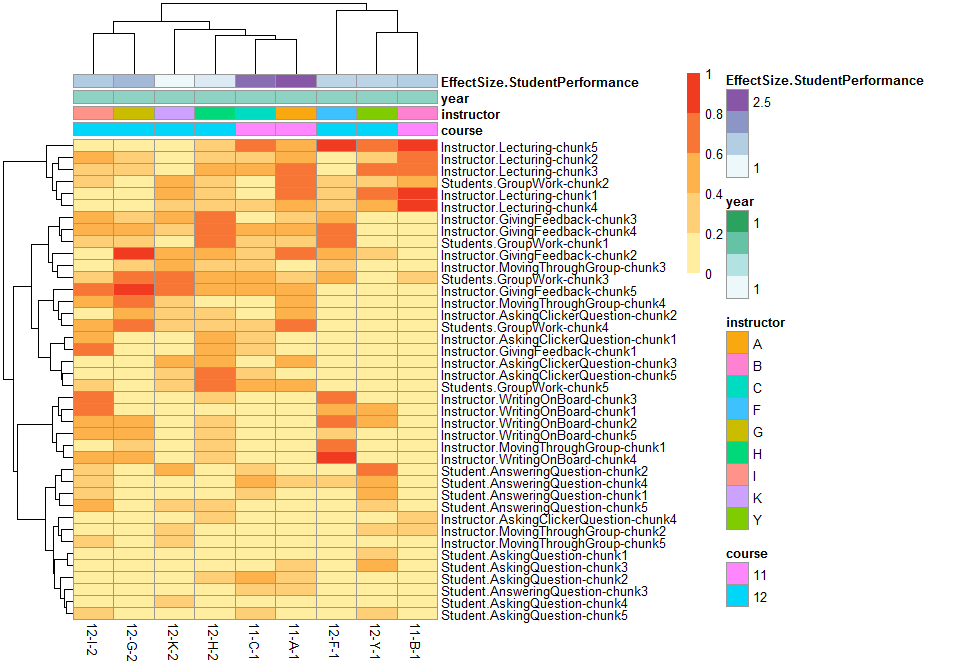 EffectSize.StudentPerformance
year
instructor
course
Instructor.Lecturing-chunk5
Instructor.Lecturing-chunk2
Instructor.Lecturing-chunk3
Students.GroupWork-chunk2
Instructor.Lecturing-chunk1
Instructor.Lecturing-chunk4
Instructor.GivingFeedback-chunk3
Instructor.GivingFeedback-chunk4
Students.GroupWork-chunk1
Instructor.GivingFeedback-chunk2
Instructor.MovingThroughGroup-chunk3
Students.GroupWork-chunk3
Instructor.GivingFeedback-chunk5
Instructor.MovingThroughGroup-chunk4
Instructor.AskingClickerQuestion-chunk2
Students.GroupWork-chunk4
Instructor.AskingClickerQuestion-chunk1
Instructor.GivingFeedback-chunk1
Instructor.AskingClickerQuestion-chunk3
Instructor.AskingClickerQuestion-chunk5
Students.GroupWork-chunk5
Instructor.WritingOnBoard-chunk3
Instructor.WritingOnBoard-chunk1
Instructor.WritingOnBoard-chunk2
Instructor.WritingOnBoard-chunk5
Instructor.MovingThroughGroup-chunk1
Instructor.WritingOnBoard-chunk4
Student.AnsweringQuestion-chunk2
Student.AnsweringQuestion-chunk4
Student.AnsweringQuestion-chunk1
Student.AnsweringQuestion-chunk5
Instructor.AskingClickerQuestion-chunk4
Instructor.MovingThroughGroup-chunk2
Instructor.MovingThroughGroup-chunk5
Student.AskingQuestion-chunk1
Student.AskingQuestion-chunk3
Student.AskingQuestion-chunk2
Student.AnsweringQuestion-chunk3
Student.AskingQuestion-chunk4
Student.AskingQuestion-chunk5
12-I-2
12-G-2
12-K-2
12-H-2
11-C-1
11-A-1
12-F-1
12-Y-1
11-B-1
1
0.8
0.6
0.4
0.2
0
EffectSize.StudentPerformance
2.5
1
year
1
1
instructor
A
B
C
F
G
H
I
K
Y
course
11
12